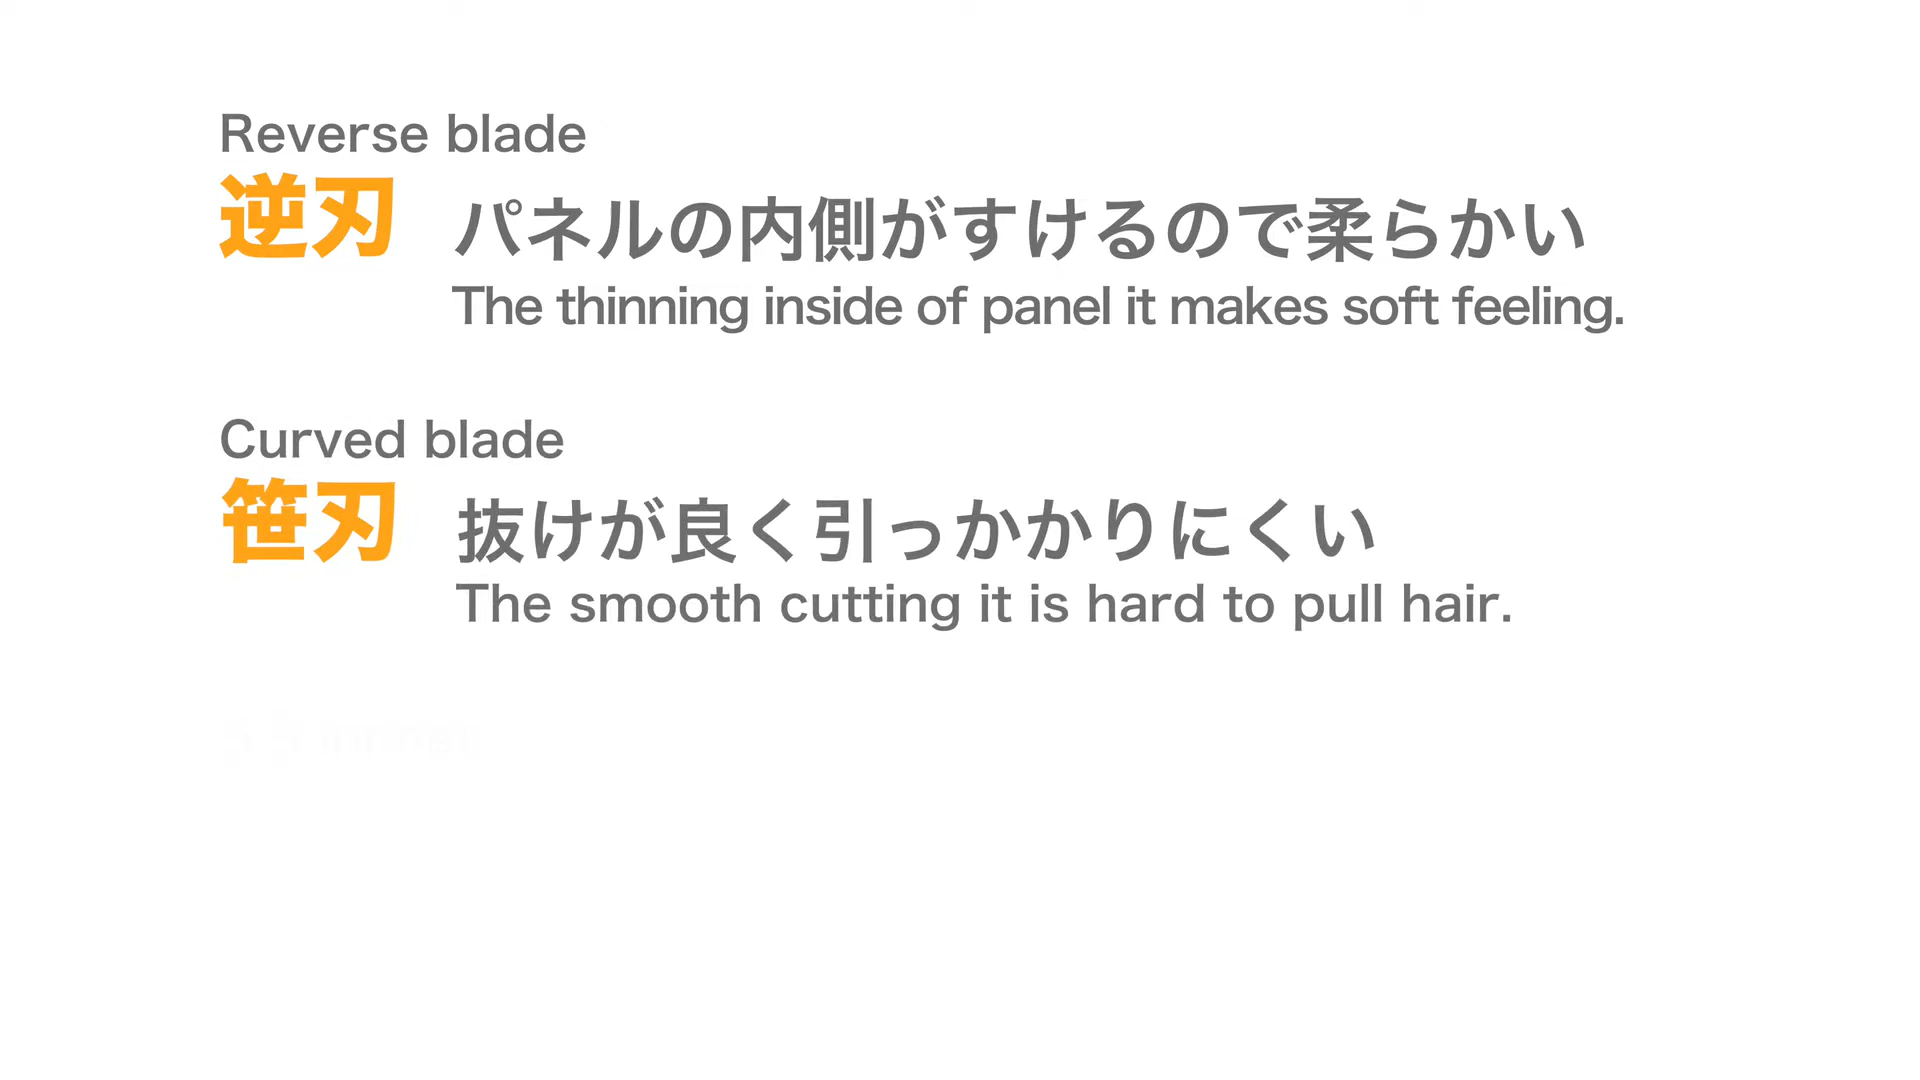 Reverse blade
逆刃 パネルの内側がすけるので柔らかい
The thinning inside of panel it makes soft feeling.
Curved blade
笹刃 抜けが良く引っかかりにくい
The smooth cutting it is hard to pull hair.